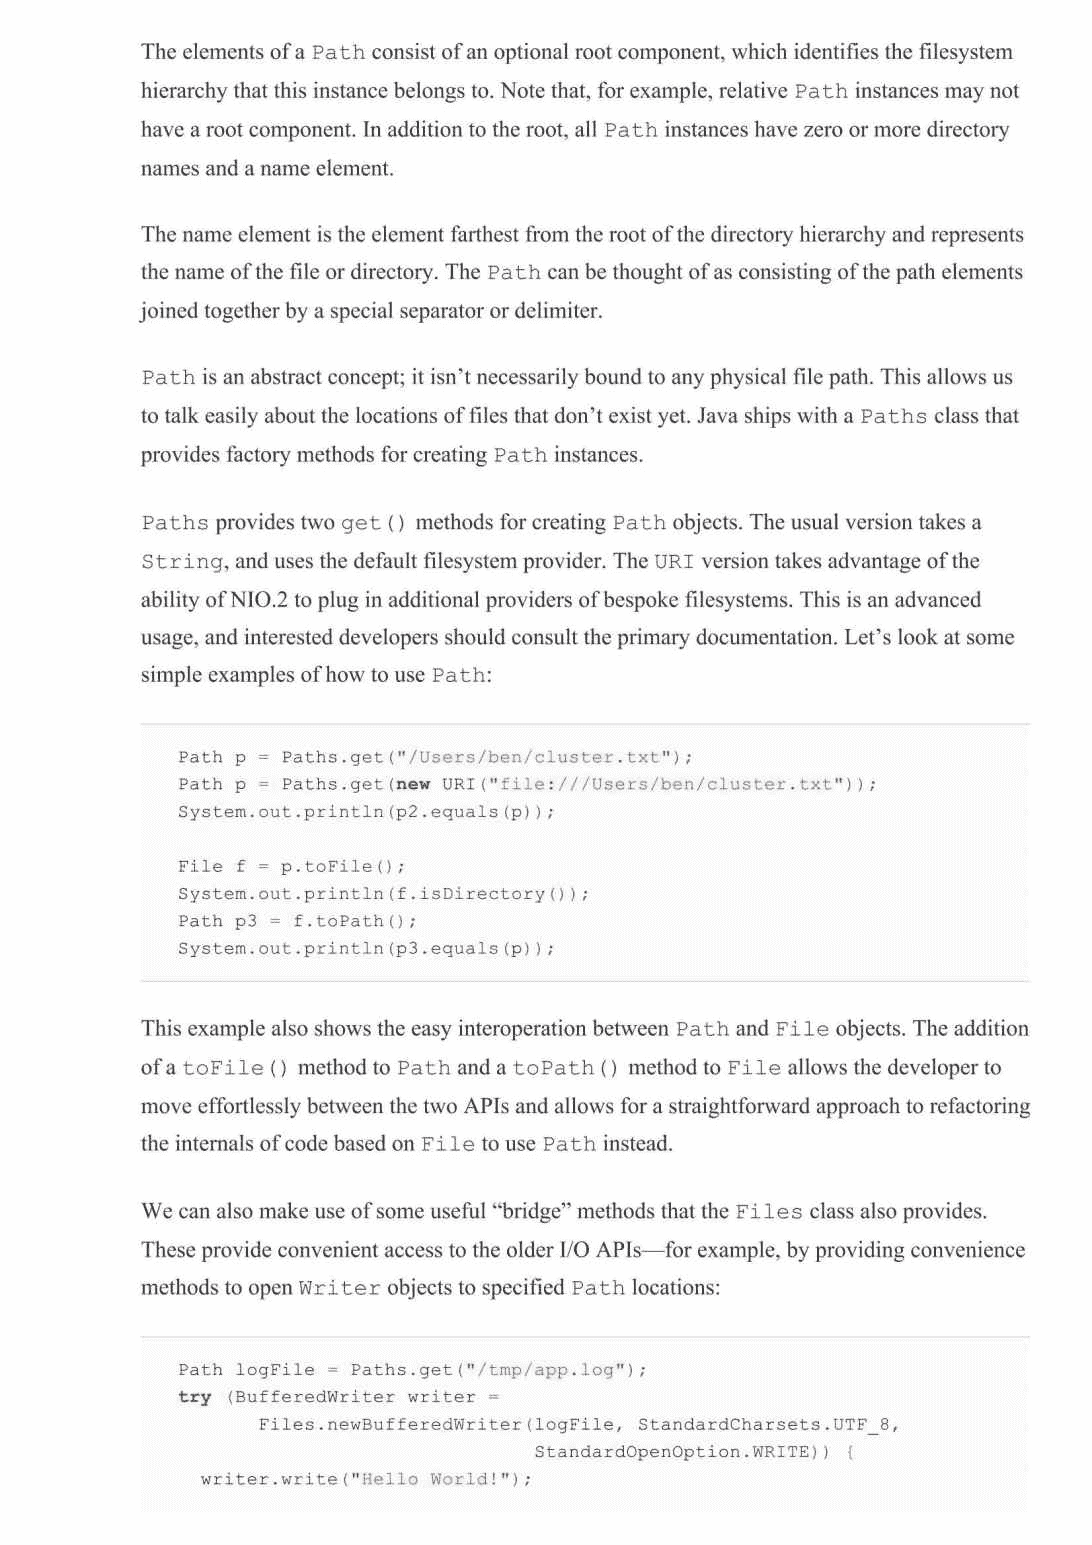 The elements of a Path consist of an optional root component, which identifies the filesystem
hierarchy that this instance belongs to. Note that, for example, relative Path instances may not
have a root component. In addition to the root, all Path instances have zero or more directory
names and a name element.
The name element is the element farthest from the root of the directory hierarchy and represents
the name of the file or directory. The Path can be thought of as consisting of the path elements
joined together by a special separator or delimiter.
Path is an abstract concept; it isn’t necessarily bound to any physical file path. This allows us
to talk easily about the locations of files that don’t exist yet. Java ships with a Paths class that
provides factory methods for creating Path instances.
Paths provides two get() methods for creating Path objects. The usual version takes a
String, and uses the default filesystem provider. The URI version takes advantage of the
ability of NIO.2 to plug in additional providers of bespoke filesystems. This is an advanced
usage, and interested developers should consult the primary documentation. Let’s look at some
simple examples of how to use Path:
Path p = Paths.get("/Users/ben/cluster.txt");
Path p = Paths.get(new URI("file:///Users/ben/cluster.txt"));
System.out.println(p2.equals(p));
File f = p.toFile();
System.out.println(f.isDirectory());
Path p3 = f.toPath();
System.out.println(p3.equals(p));
This example also shows the easy interoperation between Path and File objects. The addition
of a toFile() method to Path and a toPath() method to File allows the developer to
move effortlessly between the two APIs and allows for a straightforward approach to refactoring
the internals of code based on File to use Path instead.
We can also make use of some useful “bridge” methods that the Files class also provides.
These provide convenient access to the older I/O APIs—for example, by providing convenience
methods to open Writer objects to specified Path locations:
Path logFile = Paths.get("/tmp/app.log");
try (BufferedWriter writer =
Files.newBufferedWriter(logFile, StandardCharsets.UTF_8,
StandardOpenOption.WRITE)) {
writer.write("Hello World!");